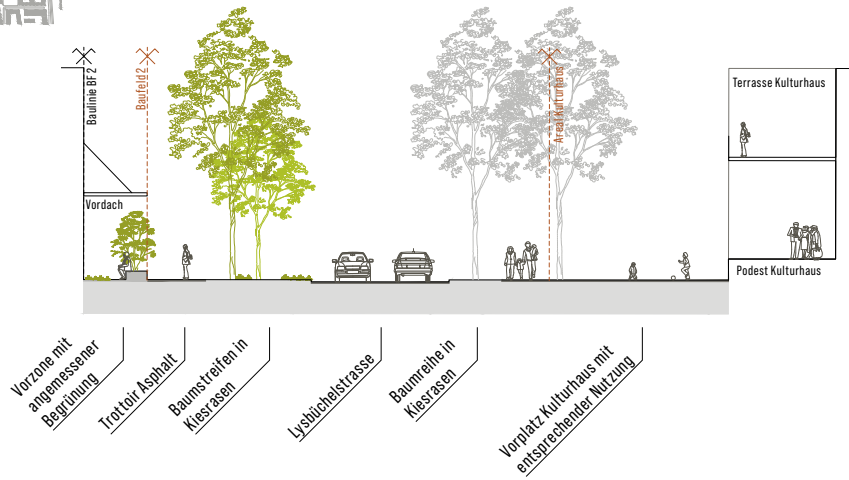 Baulinie BF 2
Baufeld 2
Areal Kulturhaus
Terrasse Kulturhaus
Vordach
Podest Kulturhaus
Vorzone mit
angemessener
Begrünung
Trottoir Asphalt
Baumstreifen in
Kiesrasen
Lysbüchelstrasse
Baumreihe in
Kiesrasen
Vorplatz Kulturhaus mit
entsprechender Nutzung